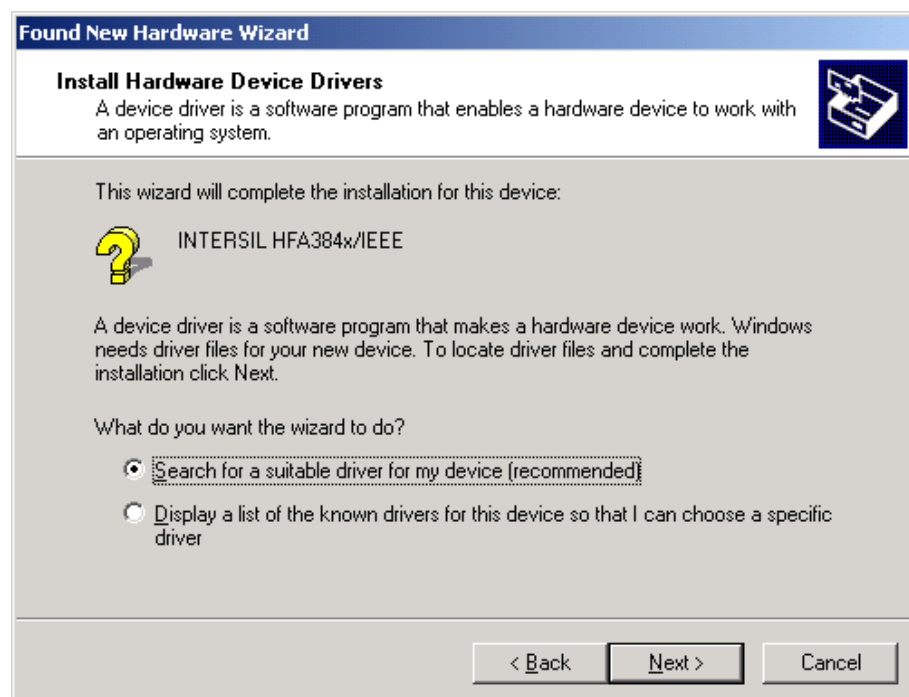 Found New Hardware Wizard
Install Hardware Device Drivers
A device driver is a software program that enables a hardware device to work with
an operating system.
This wizard will complete the installation for this device:
INTERSIL HFA384x/IEEE
A device driver is a software program that makes a hardware device work. Windows
needs driver files for your new device. To locate driver files and complete the
installation click Next.
What do you want the wizard to do?
Search for a suitable driver for my device (recommended)
Display a list of the known drivers for this device so that I can choose a specific
driver
< Back Next > Cancel